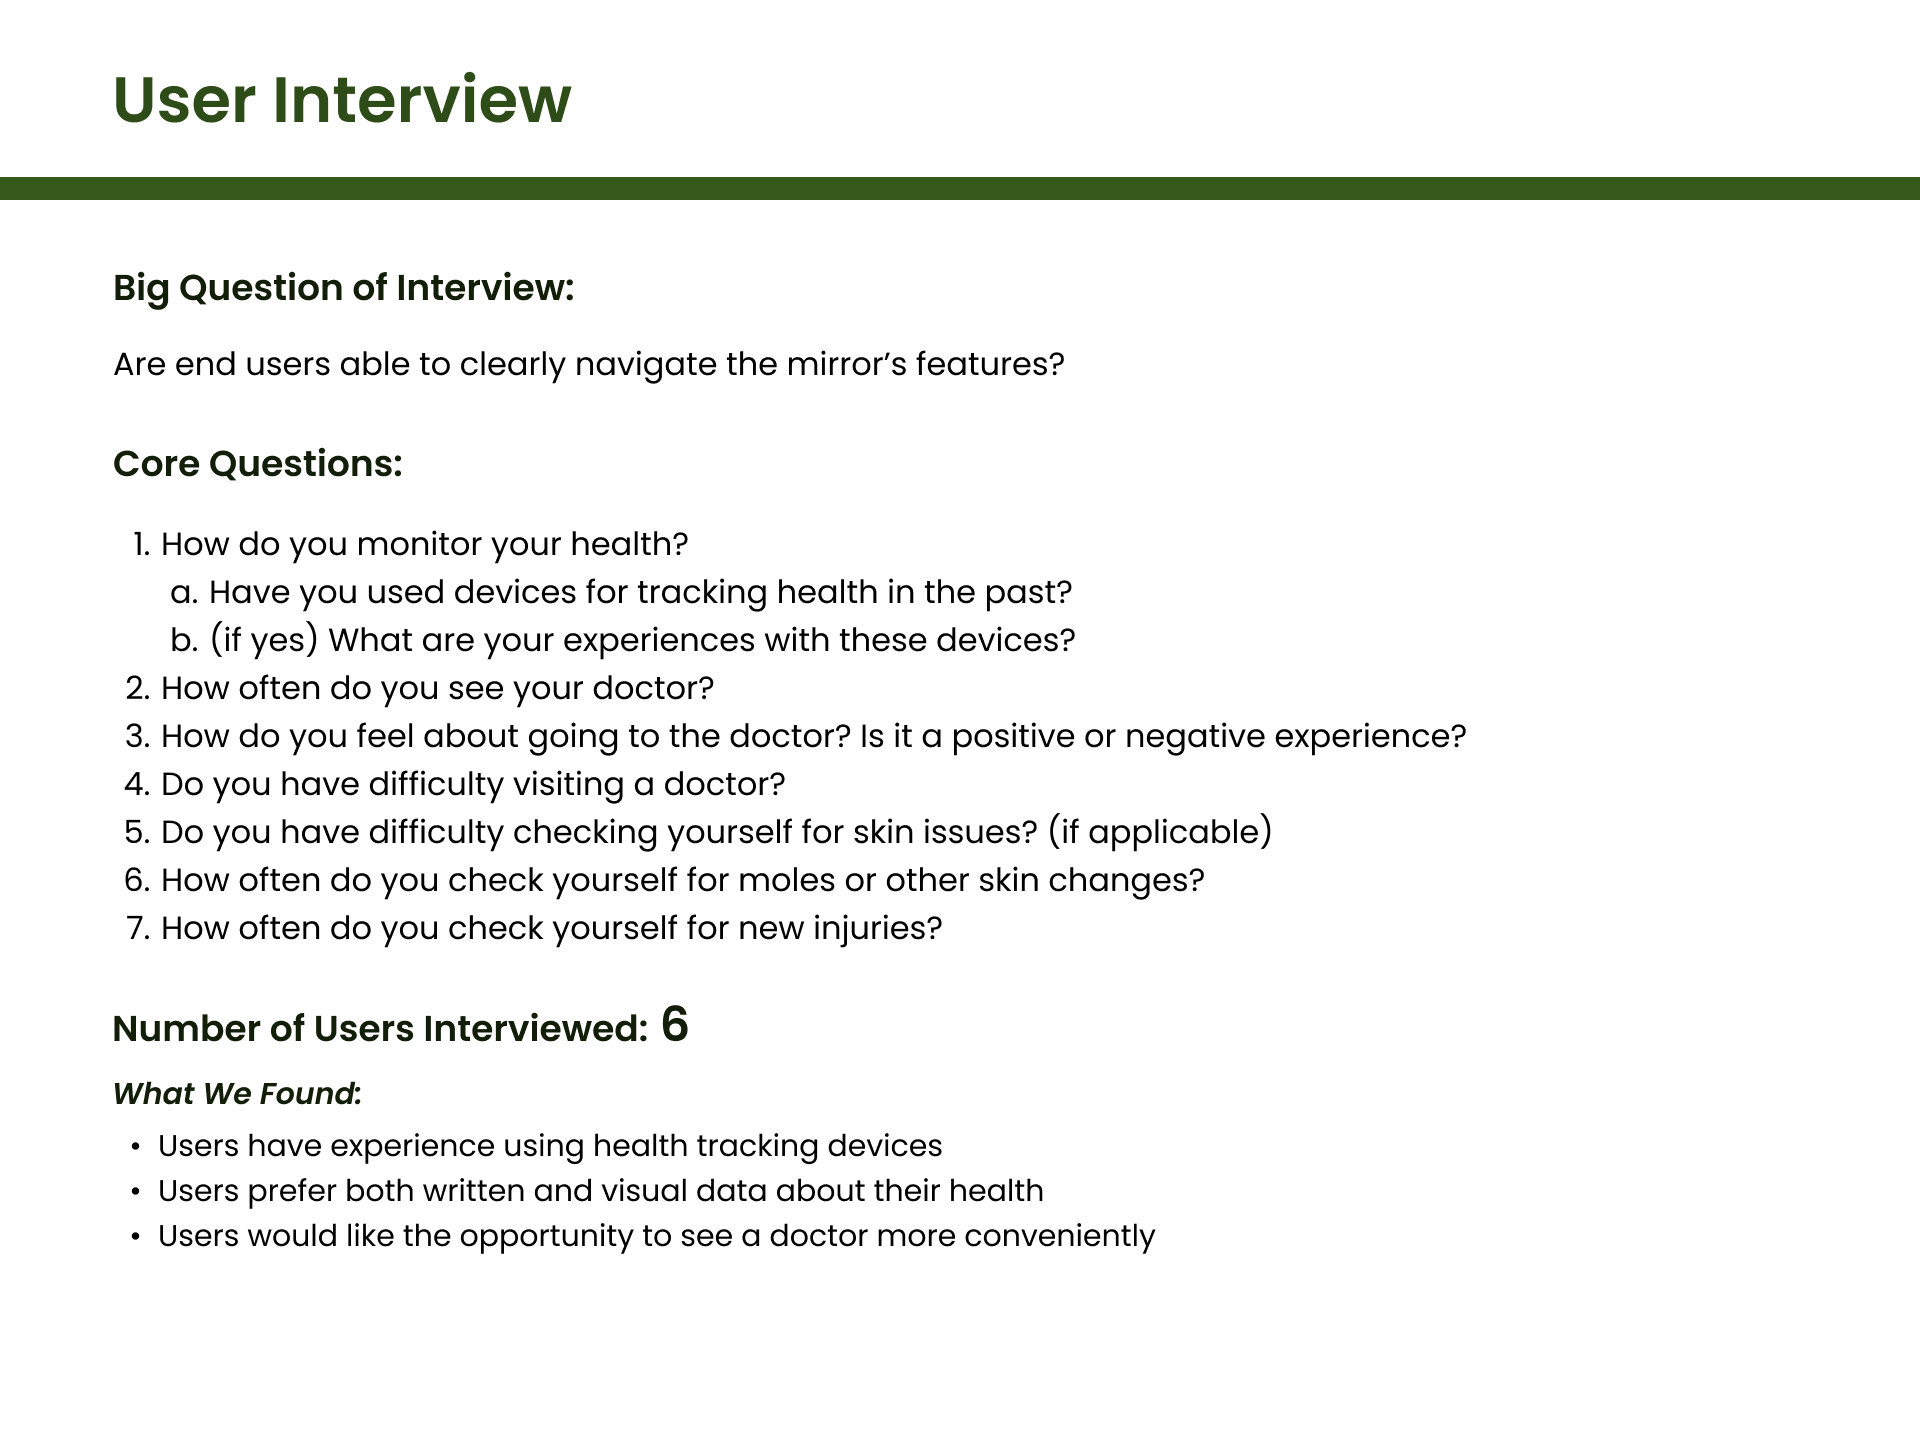 User Interview
Big Question of Interview:
Are end users able to clearly navigate the mirror’s features?
Core Questions:
1. How do you monitor your health?
a. Have you used devices for tracking health in the past?
b. (if yes) What are your experiences with these devices?
2. How often do you see your doctor?
3. How do you feel about going to the doctor? Is it a positive or negative experience?
4. Do you have difficulty visiting a doctor?
5. Do you have difficulty checking yourself for skin issues? (if applicable)
6. How often do you check yourself for moles or other skin changes?
7. How often do you check yourself for new injuries?
Number of Users Interviewed: 6
What We Found:
• Users have experience using health tracking devices
• Users prefer both written and visual data about their health
• Users would like the opportunity to see a doctor more conveniently